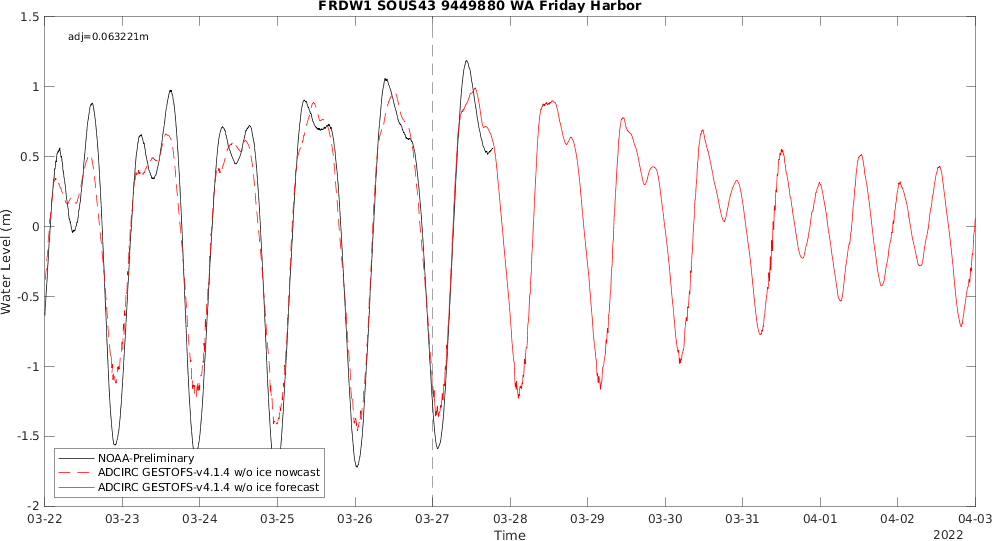 FRDW1 SOUS43 9449880 WA Friday Harbor
adj=0.063221m
1.5
1
0.5
0
-0.5
-1
-1.5
-2
Water Level (m)
NOAA-Preliminary
ADCIRC GESTOFS-v4.1.4 w/o ice nowcast
ADCIRC GESTOFS-v4.1.4 w/o ice forecast
03-22 03-23 03-24 03-25 03-26 03-27 03-28 03-29 03-30 03-31 04-01 04-02 04-03
Time
2022